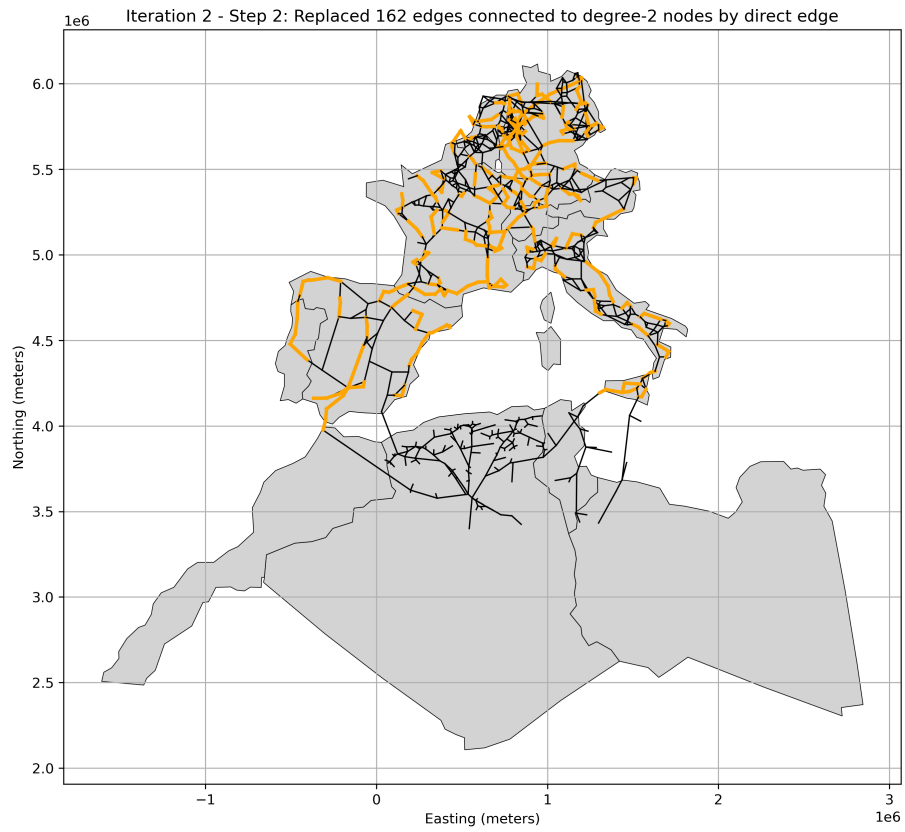 Iteration 2 - Step 2: Replaced 162 edges connected to degree-2 nodes by direct edge
1e6
6.0
5.5
5.0
4.5
4.0
3.5
3.0
2.5
2.0
Northing (meters)
−1
0
1
2
3
1e6
Easting (meters)